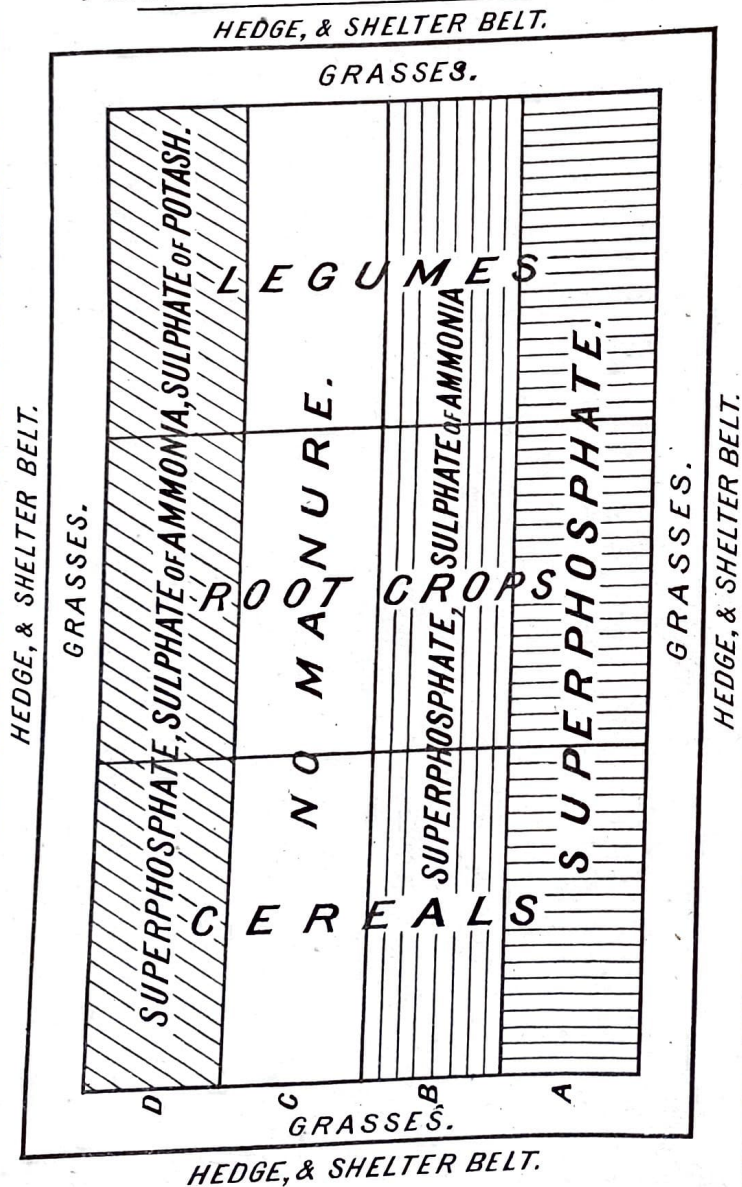 HEDGE, & SHELTER BELT.
GRASSES.
SUPERPHOSPHATE, SULPHATE OF AMMONIA, SULPHATE OF POTASH.
NO MANURE.
SUPERPHOSPHATE, SULPHATE OF AMMONIA
SUPERPHOSPHATE.
LEGUMES
ROOT CROPS
CEREALS
HEDGE, & SHELTER BELT.
GRASSES.
GRASSES.
HEDGE, & SHELTER BELT.
D
C
B
A
GRASSES.
HEDGE, & SHELTER BELT.